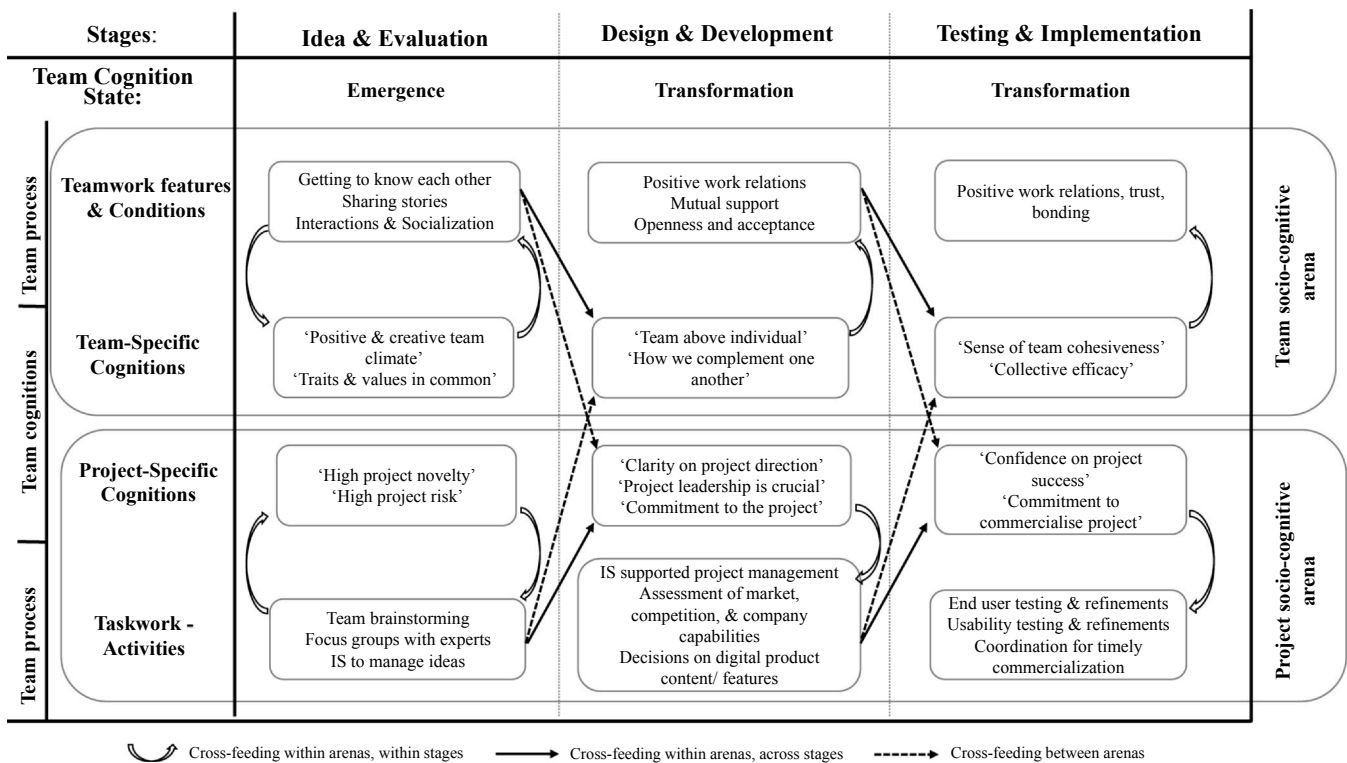 Stages:
Idea & Evaluation
Design & Development
Testing & Implementation
Team Cognition
State:
Emergence
Transformation
Transformation
Team process
Team cognitions
Team process
Teamwork features
& Conditions
Getting to know each other
Sharing stories
Interactions & Socialization
Positive work relations
Mutual support
Openness and acceptance
Positive work relations, trust,
bonding
Team socio-cognitive
arena
Team-Specific
Cognitions
‘Positive & creative team
climate’
‘Traits & values in common’
‘Team above individual’
‘How we complement one
another’
‘Sense of team cohesiveness’
‘Collective efficacy’
Project-Specific
Cognitions
‘High project novelty’
‘High project risk’
‘Clarity on project direction’
‘Project leadership is crucial’
‘Commitment to the project’
‘Confidence on project
success’
‘Commitment to
commercialise project’
Project socio-cognitive
arena
Taskwork -
Activities
Team brainstorming
Focus groups with experts
IS to manage ideas
IS supported project management
Assessment of market,
competition, & company
capabilities
Decisions on digital product
content/ features
End user testing & refinements
Usability testing & refinements
Coordination for timely
commercialization
Cross-feeding within arenas, within stages
Cross-feeding within arenas, across stages
Cross-feeding between arenas